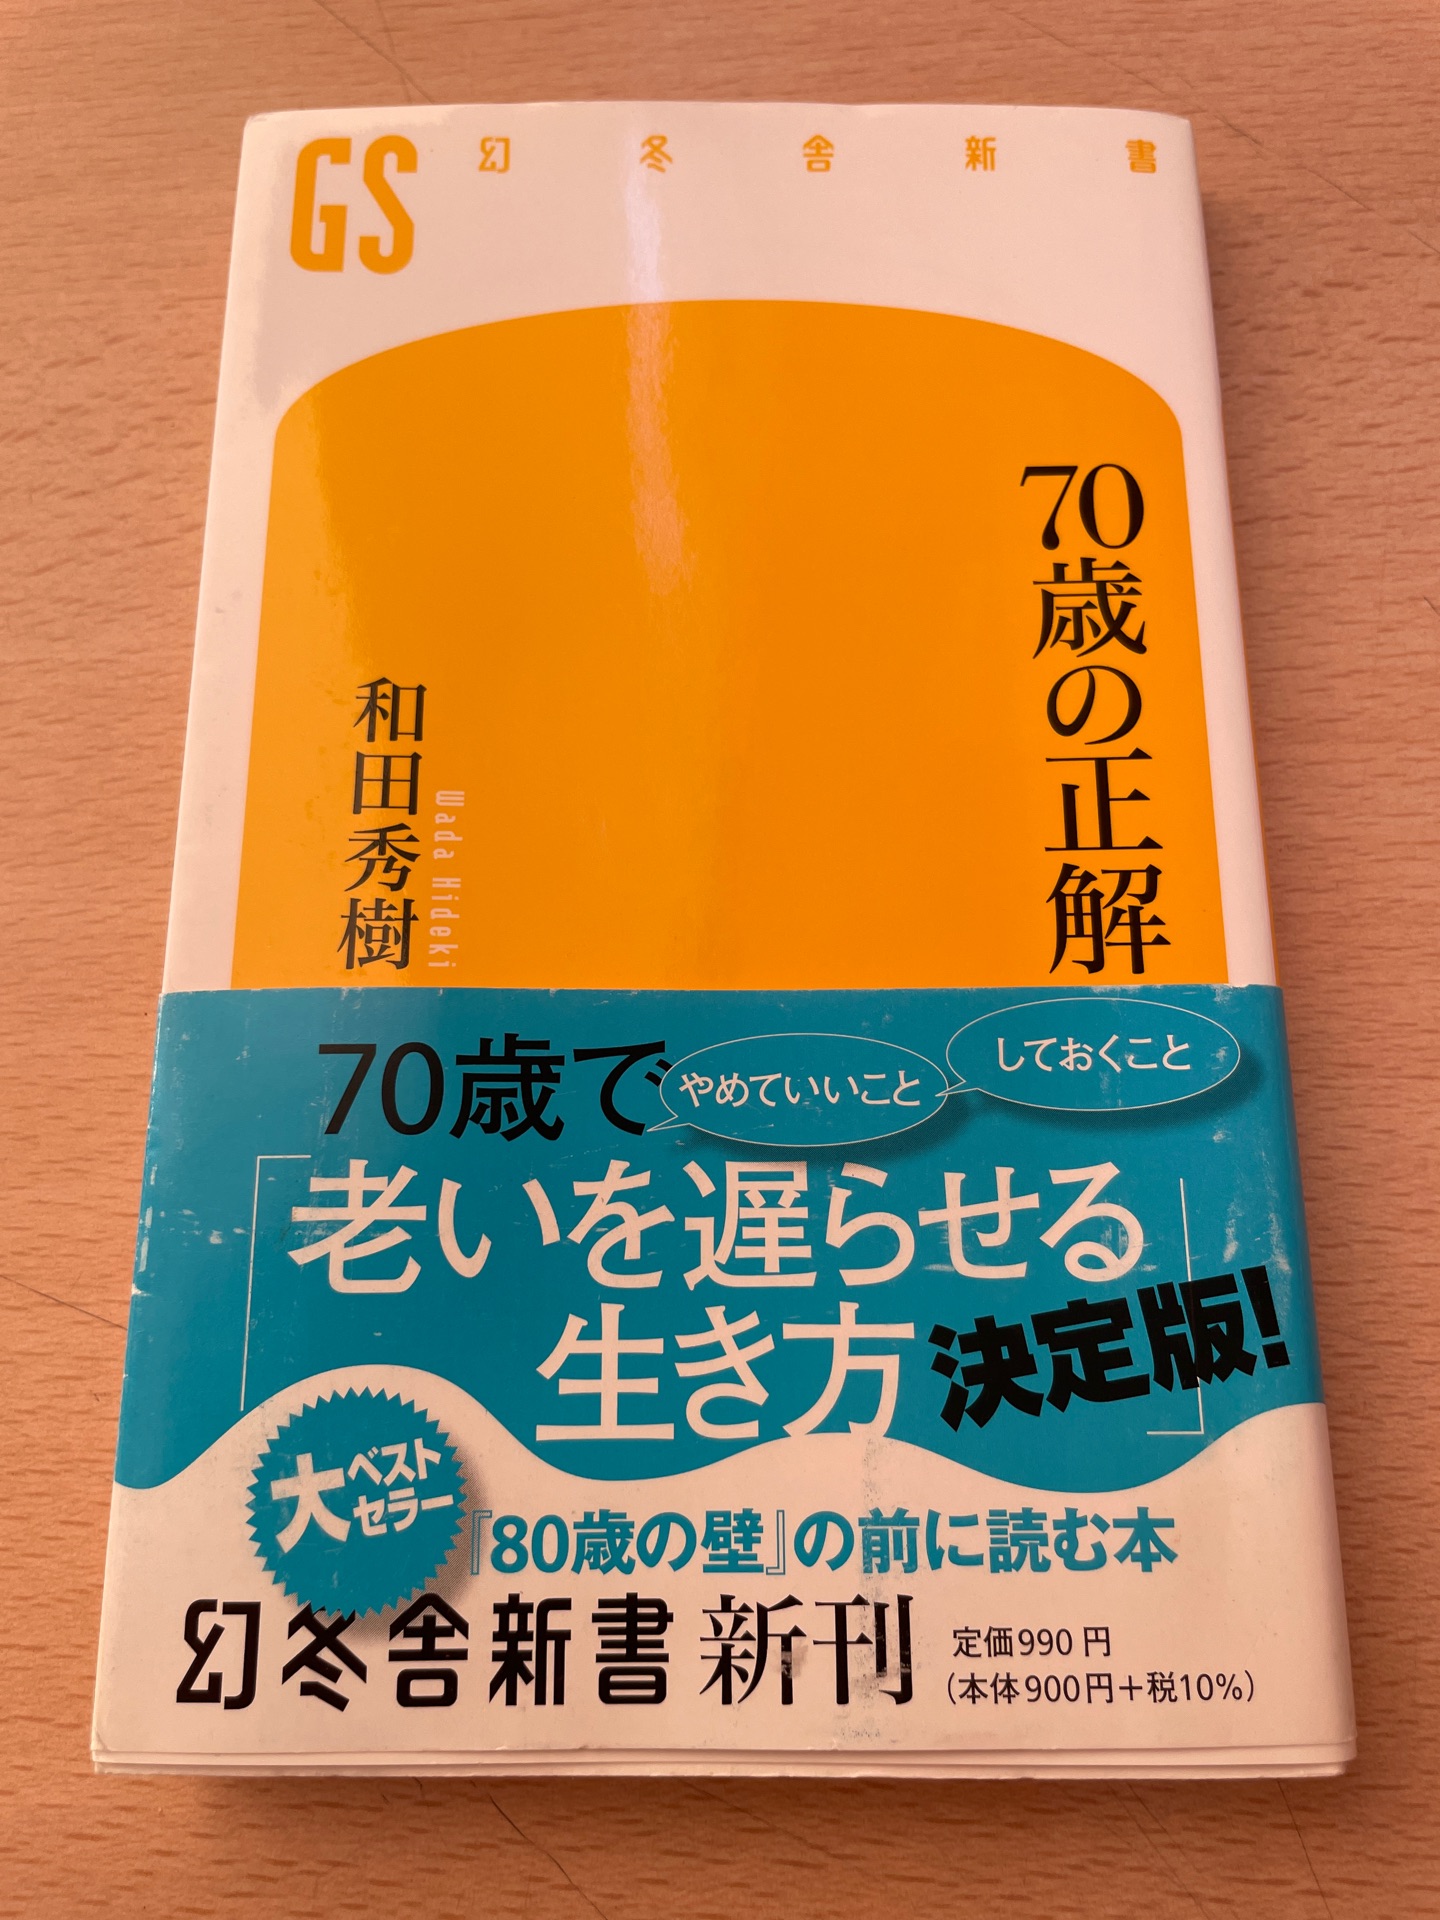 GS 幻冬舎新書
70歳の正解
和田秀樹
Wada Hideki
70歳で
やめていいこと
しておくこと
「老いを遅らせる
生き方」
決定版!
大ベストセラー
『80歳の壁』の前に読む本
幻冬舎新書 新刊
定価990円
(本体900円+税10%)